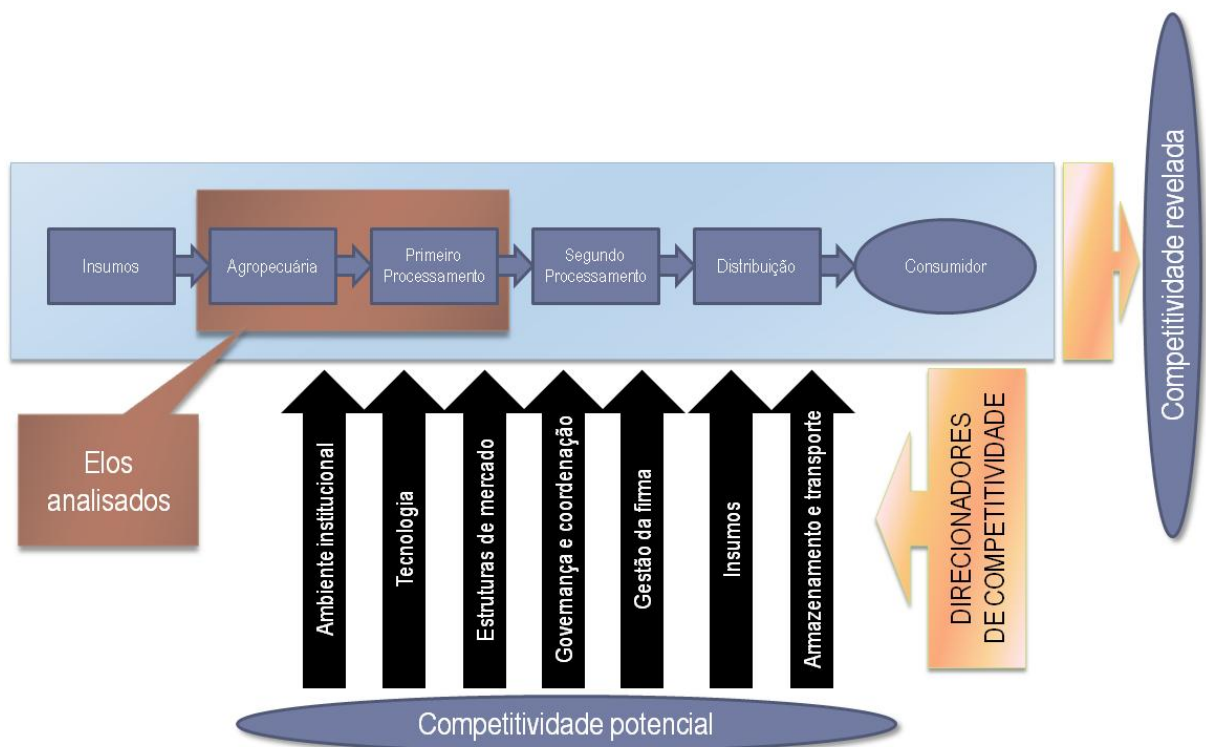 Insumos
Agropecuária
Primeiro
Processamento
Segundo
Processamento
Distribuição
Consumidor
Competitividade revelada
Elos
analisados
Ambiente institucional
Tecnologia
Estruturas de mercado
Governança e coordenação
Gestão da firma
Insumos
Armazenamento e transporte
DIRECIONADORES
DE COMPETITIVIDADE
Competitividade potencial